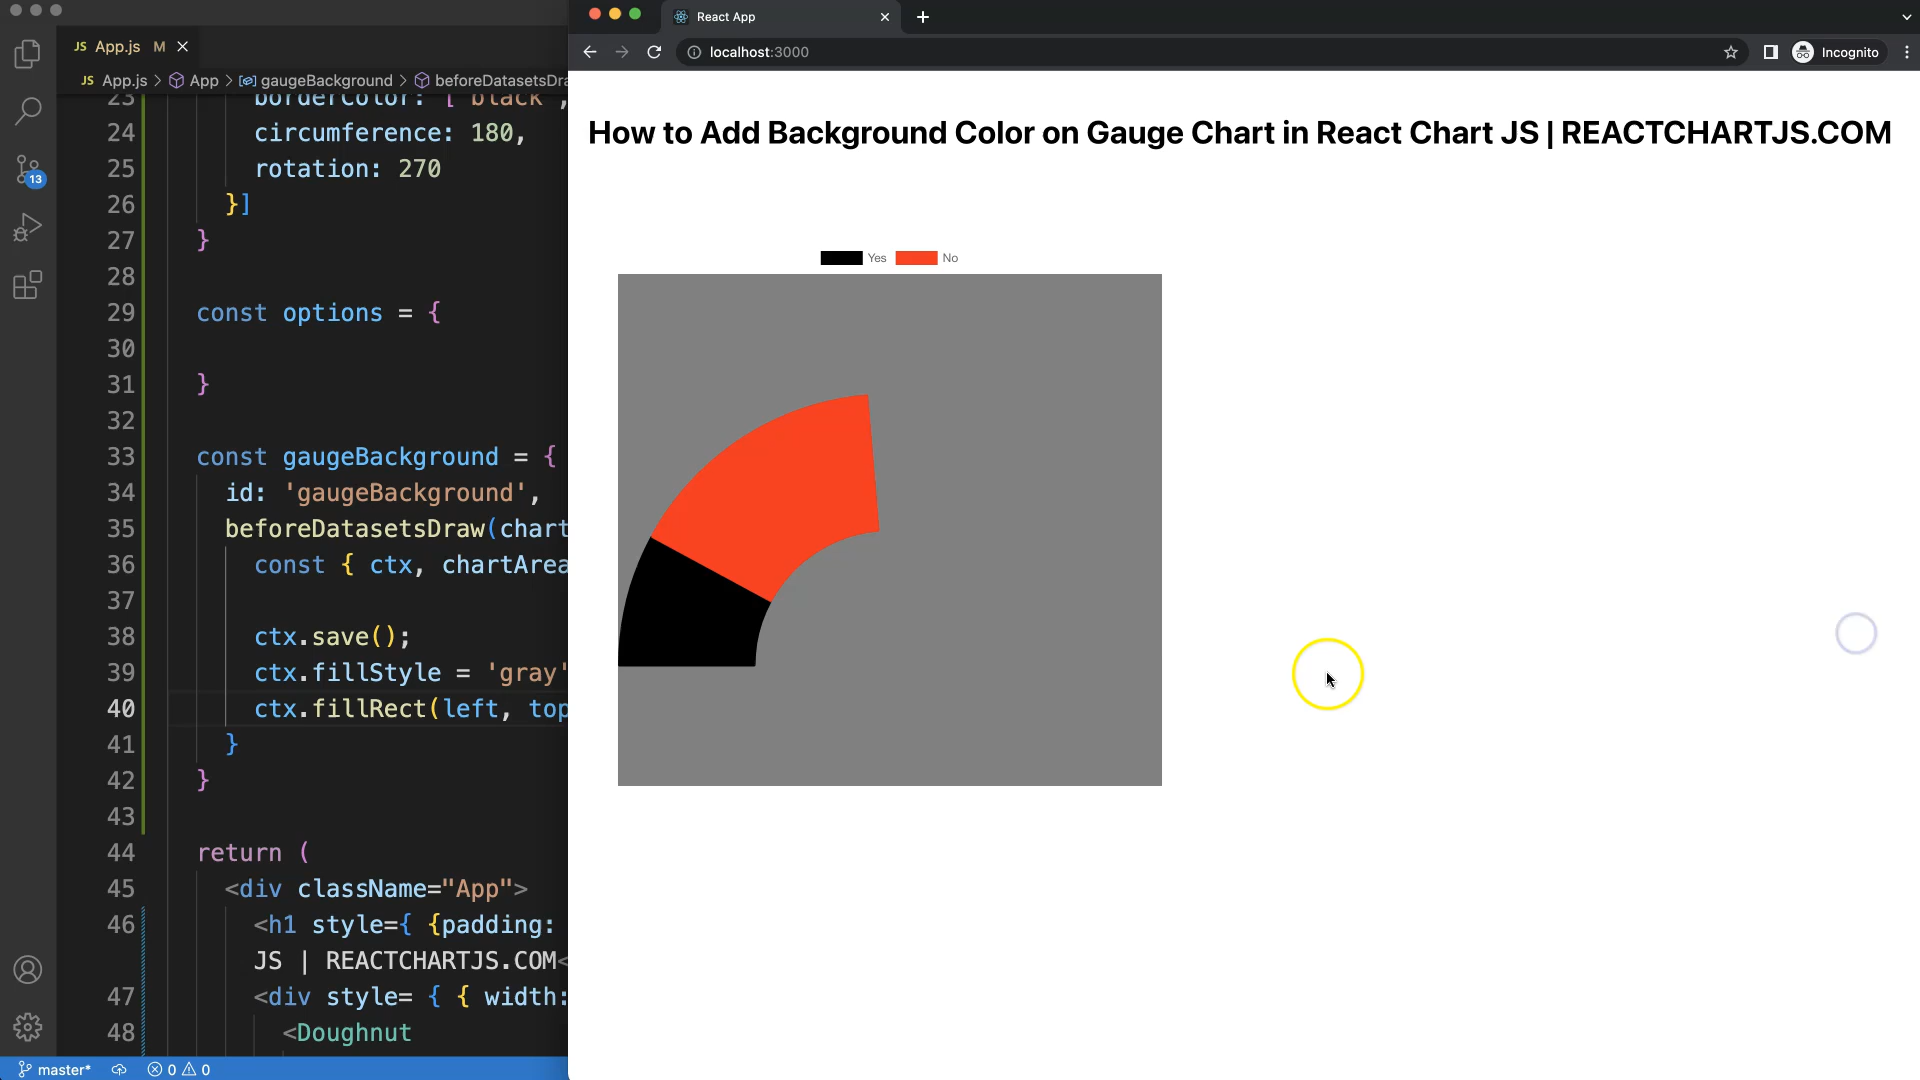 JS App.js M
JS App.js > App > gaugeBackground > beforeDatasetsDra
23 borderColor: [ 'black',
24 circumference: 180,
25 rotation: 270
26 }]
27 }
28
29 const options = {
30
31 }
32
33 const gaugeBackground = {
34 id: 'gaugeBackground',
35 beforeDatasetsDraw(chart
36 const { ctx, chartArea
37
38 ctx.save();
39 ctx.fillStyle = 'gray'
40 ctx.fillRect(left, top
41 }
42 }
43
44 return (
45 <div className="App">
46 <h1 style={ {padding:
JS | REACTCHARTJS.COM<
47 <div style= { { width:
48 <Doughnut
13
master* 0 0
React App
localhost:3000
Incognito
How to Add Background Color on Gauge Chart in React Chart JS | REACTCHARTJS.COM
Yes No